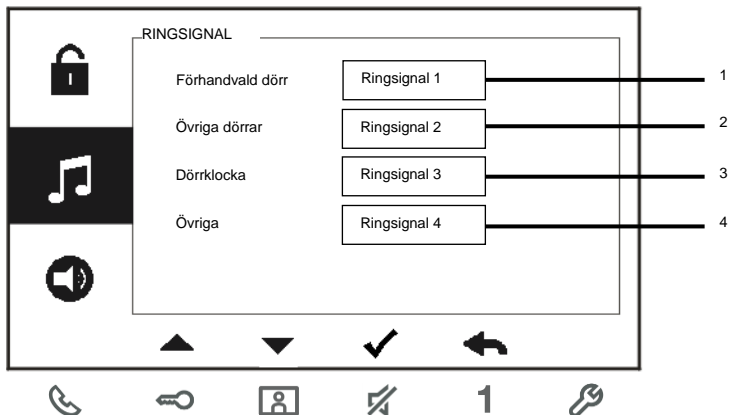 RINGSIGNAL
Förhandvald dörr Ringsignal 1 1
Övriga dörrar Ringsignal 2 2
Dörrklocka Ringsignal 3 3
Övriga Ringsignal 4 4
1